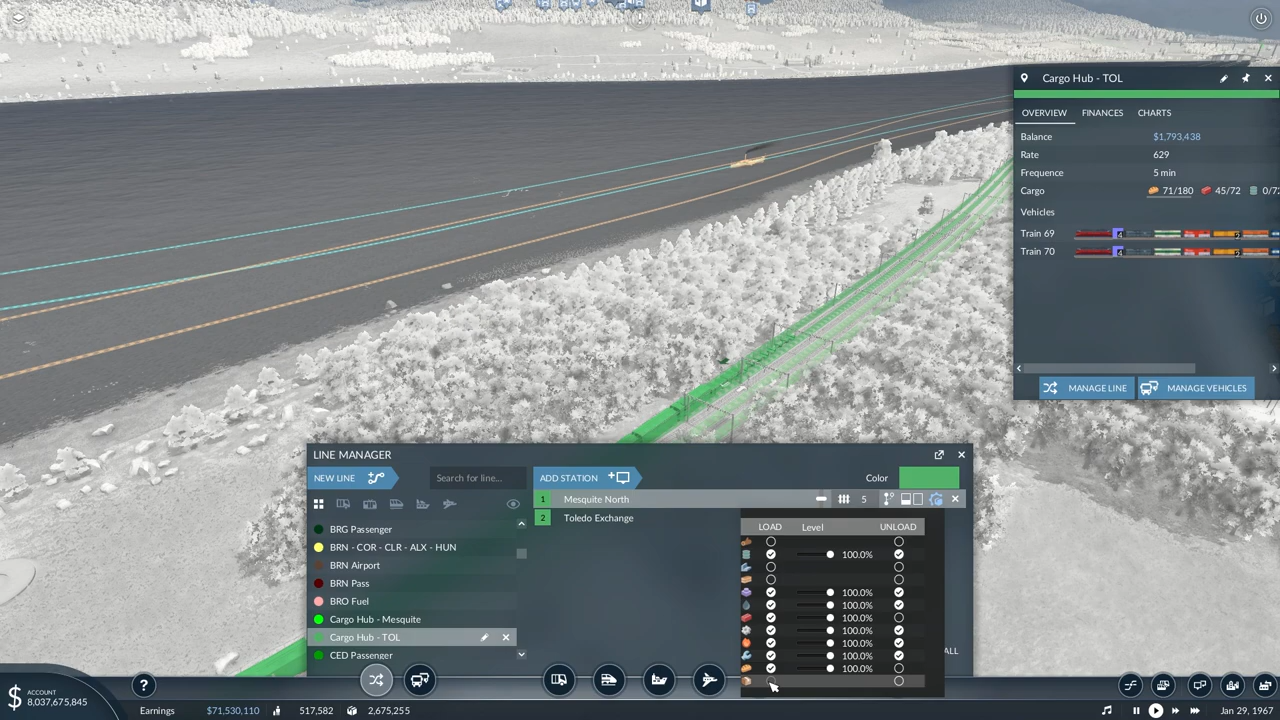 Cargo Hub - TOL
OVERVIEW
FINANCES
CHARTS
Balance
$1,793,438
Rate
629
Frequency
5 min
Cargo
71/180
45/72
Vehicles
Train 69
4
2
Train 70
4
2
MANAGE LINE
MANAGE VEHICLES
LINE MANAGER
NEW LINE
Search for line...
ADD STATION
Color
1
Mesquite North
5
2
Toledo Exchange
LOAD
Level
UNLOAD
100.0%
100.0%
100.0%
100.0%
100.0%
100.0%
100.0%
100.0%
BRG Passenger
BRN - COR - CLR - ALX - HUN
BRN Airport
BRN Pass
BRO Fuel
Cargo Hub - Mesquite
Cargo Hub - TOL
CED Passenger
ALL
?
$
ACCOUNT
8,037,675,845
Earnings
$71,530,110
517,582
2,675,255
Jan 29, 1967